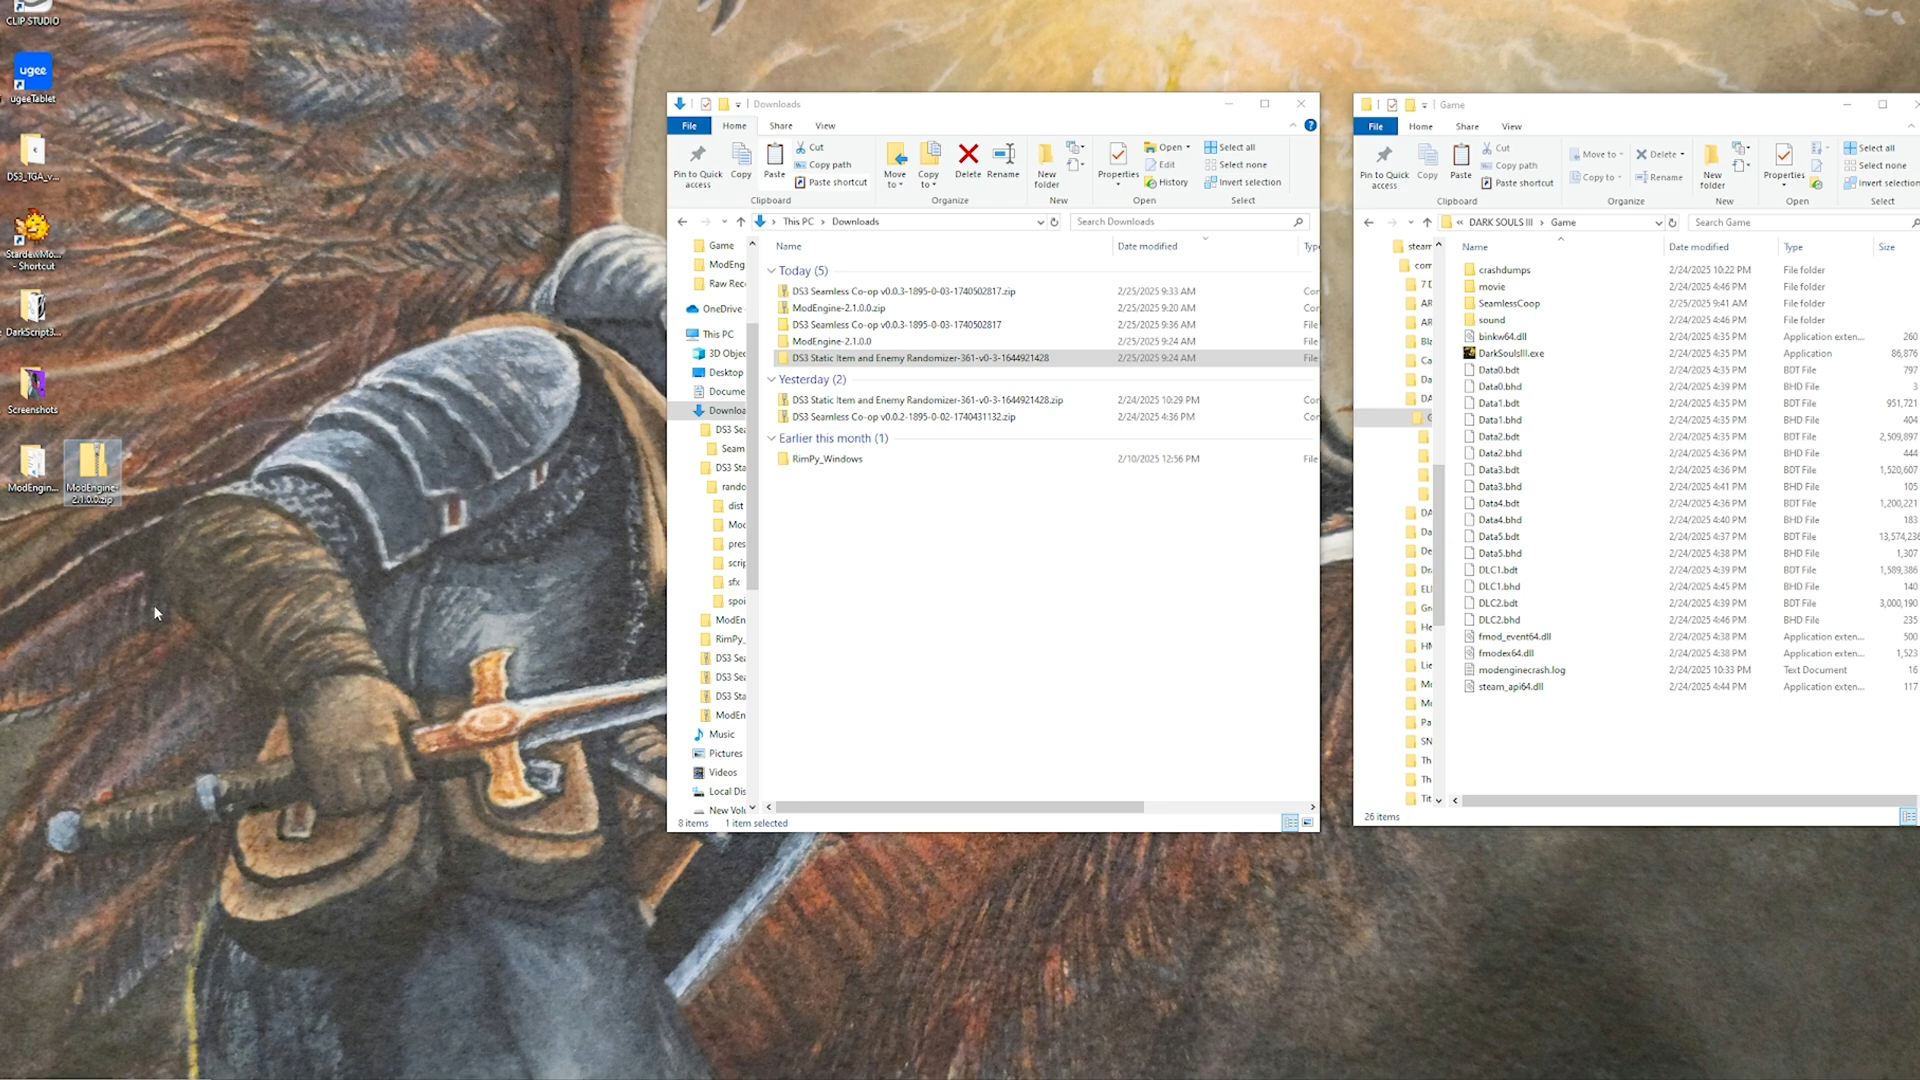 CLIP STUDIO
ugee
ugeeTablet
DS3_TGA_v...
StardewMo...
- Shortcut
DarkScript3...
Screenshots
ModEngin...
ModEngine-
2.1.0.0.zip
Downloads
File Home Share View
Pin to Quick access
Copy
Paste
Cut
Copy path
Paste shortcut
Clipboard
Move to
Copy to
Delete
Rename
Organize
New folder
New
Properties
Open
Edit
History
Open
Select all
Select none
Invert selection
Select
This PC > Downloads
Search Downloads
Game
ModEng
Raw Rec
OneDrive
This PC
3D Objec
Desktop
Docume
Downloa
DS3 Sea
Seam
DS3 Sta
rando
dist
Mod
pres
scrip
sfx
spoi
ModEn
RimPy_
DS3 Sea
DS3 Sea
DS3 Sta
ModEn
Music
Pictures
Videos
Local Dis
New Volu
Name Date modified Typ
Today (5)
DS3 Seamless Co-op v0.0.3-1895-0-03-1740502817.zip 2/25/2025 9:33 AM Cor
ModEngine-2.1.0.0.zip 2/25/2025 9:20 AM Cor
DS3 Seamless Co-op v0.0.3-1895-0-03-1740502817 2/25/2025 9:36 AM File
ModEngine-2.1.0.0 2/25/2025 9:24 AM File
DS3 Static Item and Enemy Randomizer-361-v0-3-1644921428 2/25/2025 9:24 AM File
Yesterday (2)
DS3 Static Item and Enemy Randomizer-361-v0-3-1644921428.zip 2/24/2025 10:29 PM Cor
DS3 Seamless Co-op v0.0.2-1895-0-02-1740431132.zip 2/24/2025 4:36 PM Cor
Earlier this month (1)
RimPy_Windows 2/10/2025 12:56 PM File
8 items 1 item selected
Game
File Home Share View
Pin to Quick access
Copy
Paste
Cut
Copy path
Paste shortcut
Clipboard
Move to
Copy to
Delete
Rename
Organize
New folder
New
Properties
Open
Select all
Select none
Invert selection
Select
« DARK SOULS III > Game
Search Game
steam
com
7 D
AR
AR
Bla
Ca
Da
DA
G
DA
Da
De
Dra
EL
Gr
He
HN
Lie
Mo
Mo
Pa
SN
Th
Th
Tit
Name Date modified Type Size
crashdumps 2/24/2025 10:22 PM File folder
movie 2/24/2025 4:46 PM File folder
SeamlessCoop 2/25/2025 9:41 AM File folder
sound 2/24/2025 4:46 PM File folder
binkw64.dll 2/24/2025 4:35 PM Application exten... 260
DarkSoulsIII.exe 2/24/2025 4:35 PM Application 86,876
Data0.bdt 2/24/2025 4:35 PM BDT File 797
Data0.bhd 2/24/2025 4:35 PM BHD File 3
Data1.bdt 2/24/2025 4:35 PM BDT File 951,721
Data1.bhd 2/24/2025 4:35 PM BHD File 404
Data2.bdt 2/24/2025 4:35 PM BDT File 2,509,897
Data2.bhd 2/24/2025 4:36 PM BHD File 444
Data3.bdt 2/24/2025 4:35 PM BDT File 1,520,607
Data3.bhd 2/24/2025 4:41 PM BHD File 105
Data4.bdt 2/24/2025 4:36 PM BDT File 1,200,221
Data4.bhd 2/24/2025 4:40 PM BHD File 183
Data5.bdt 2/24/2025 4:37 PM BDT File 13,574,236
Data5.bhd 2/24/2025 4:38 PM BHD File 1,307
DLC1.bdt 2/24/2025 4:39 PM BDT File 1,589,386
DLC1.bhd 2/24/2025 4:45 PM BHD File 140
DLC2.bdt 2/24/2025 4:39 PM BDT File 3,000,190
DLC2.bhd 2/24/2025 4:46 PM BHD File 235
fmod_event64.dll 2/24/2025 4:38 PM Application exten... 500
fmodex64.dll 2/24/2025 4:38 PM Application exten... 1,523
modenginecrash.log 2/24/2025 10:33 PM Text Document 16
steam_api64.dll 2/24/2025 4:44 PM Application exten... 117
26 items